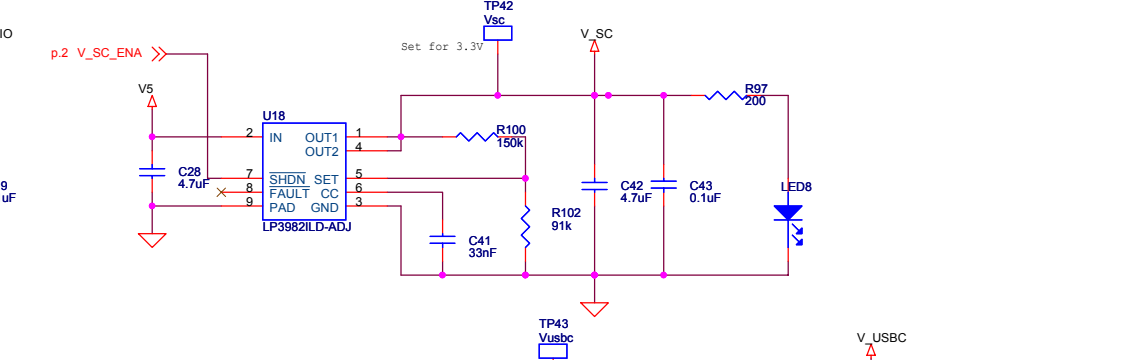 TP42
Vsc
IO
Set for 3.3V
V_SC
p.2 V_SC_ENA
V5
R97
200
U18
2 IN OUT1 1
OUT2 4
R100
150k
C28
4.7uF
7 SHDN SET 5
8 FAULT CC 6
9 PAD GND 3
LP3982ILD-ADJ
9
uF
C42
4.7uF
C43
0.1uF
LED8
R102
91k
C41
33nF
TP43
Vusbc
V_USBC